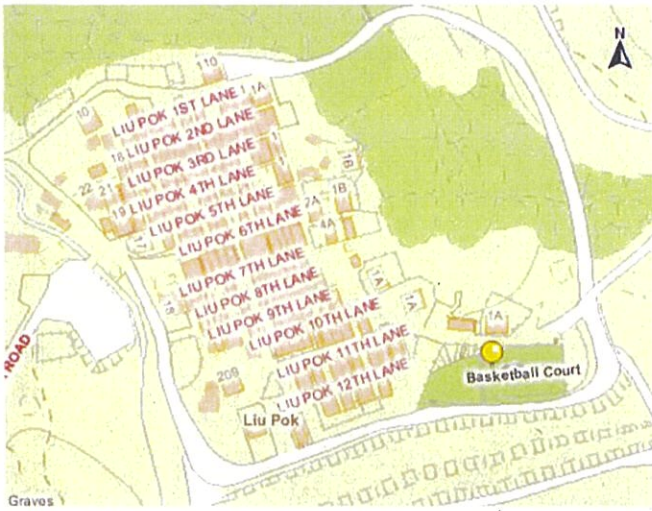 N
110
10
LIU POK 1ST LANE 1
1A
18 LIU POK 2ND LANE
LIU POK 3RD LANE
1
1B
22 21
LIU POK 4TH LANE
1
19
LIU POK 5TH LANE
1B
2A
17
LIU POK 6TH LANE
4A
LIU POK 7TH LANE
1A
LIU POK 8TH LANE
1A
LIU POK 9TH LANE
LIU POK 10TH LANE
1A
ROAD
LIU POK 11TH LANE
LIU POK 12TH LANE
Basketball Court
Liu Pok
Graves